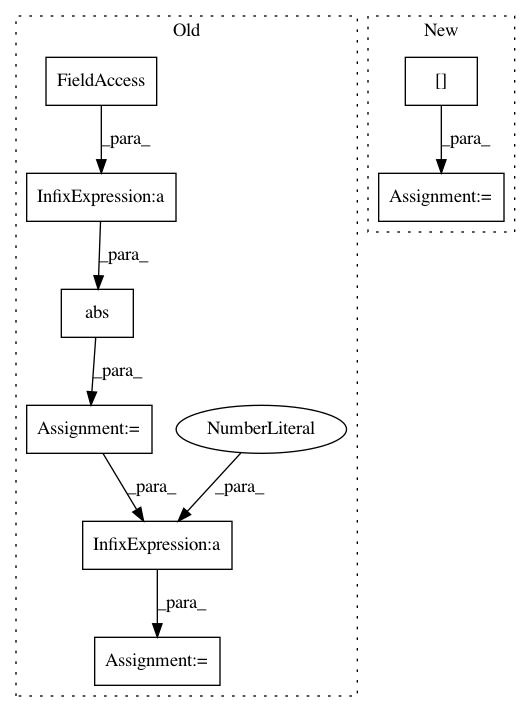 Old
New
FieldAccess
[]
_para_
_para_
InfixExpression:a
Assignment:=
_para_
abs
_para_
Assignment:=
NumberLiteral
_para_
_para_
InfixExpression:a
_para_
Assignment:=